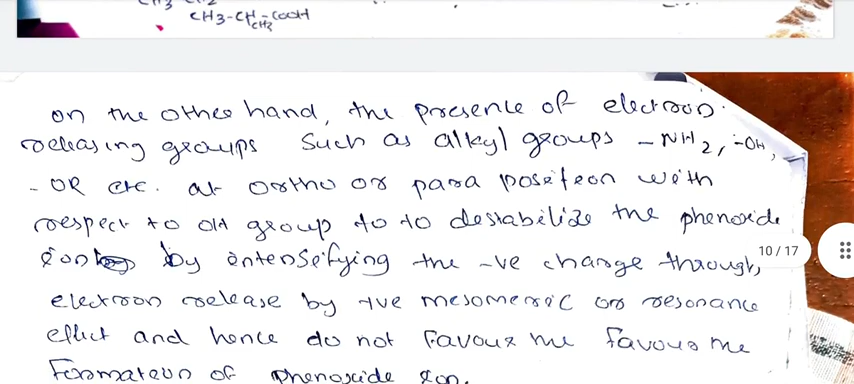 CH3-CH-COOH
CH3
on the other hand, the presence of electron
releasing groups such as alkyl groups -NH2, -OH,
-OR etc. at ortho or para position with
respect to OH group to to destabilize the phenoxide
by intensifying the -ve charge through
10 / 17
electron release by +ve mesomeric or resonance
effect and hence do not favour me favour me
Formation of phenoxide ion.